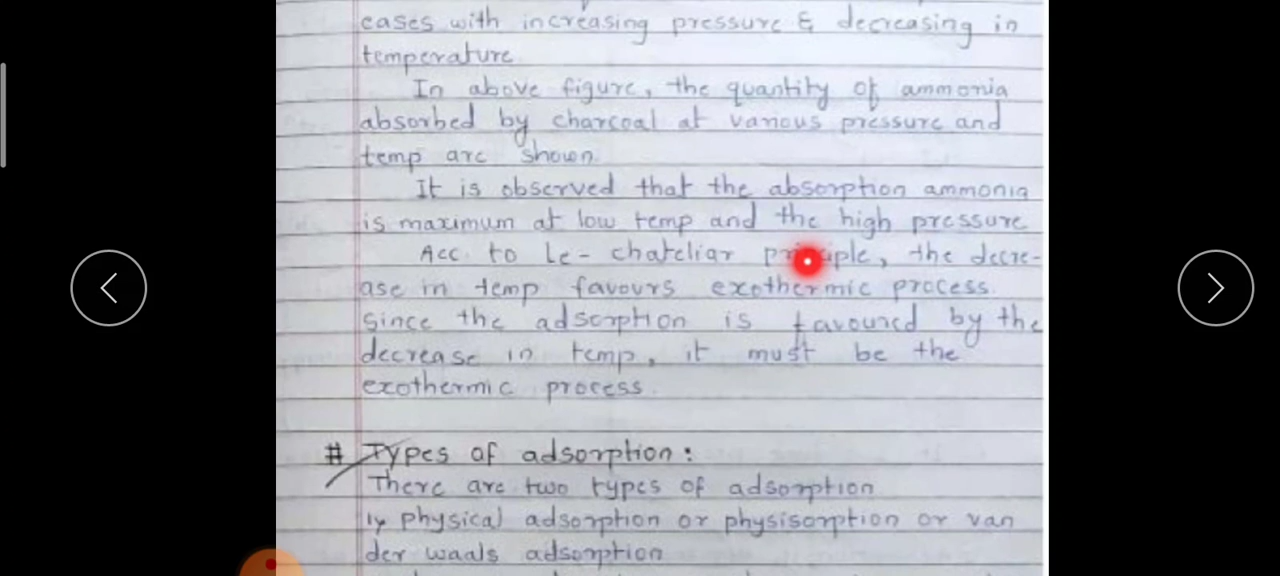 eases with increasing pressure & decreasing in
temperature
In above figure, the quantity of ammonia
absorbed by charcoal at various pressure and
temp are shown.
It is observed that the absorption ammonia
is maximum at low temp and the high pressure
Acc. to Le-chateliar principle, the decre-
ase in temp favours exothermic process.
Since the adsorption is favoured by the
decrease in temp, it must be the
exothermic process.
# Types of adsorption:
There are two types of adsorption
1) physical adsorption or physisorption or van
der waals adsorption